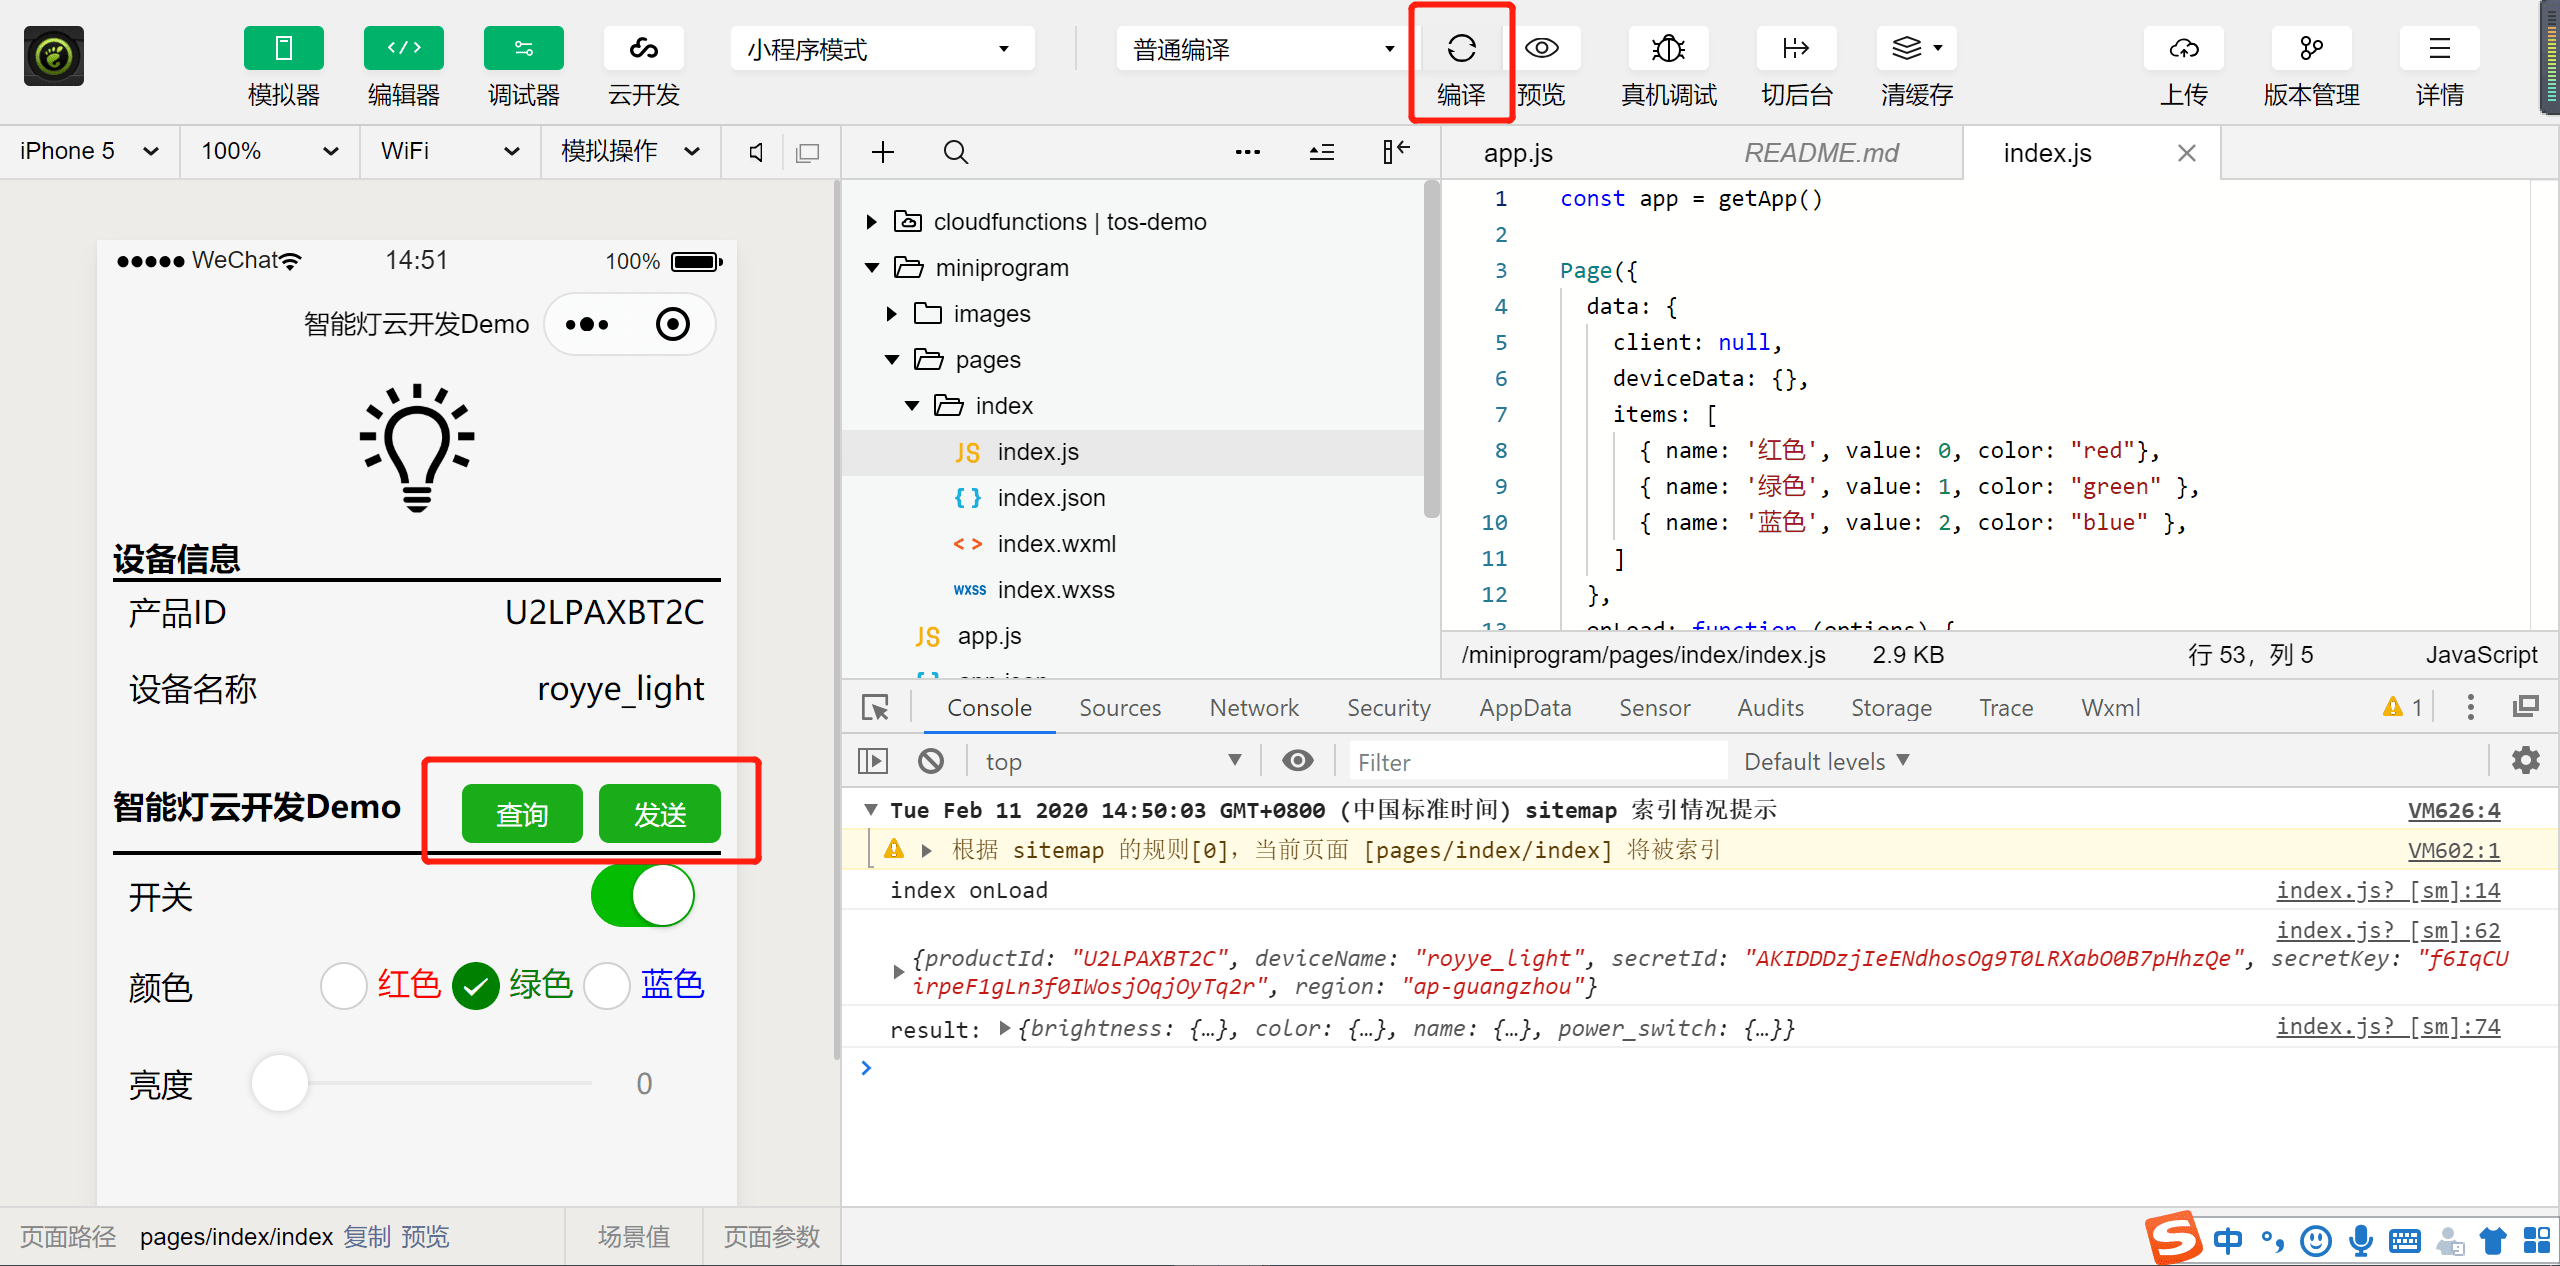 模拟器 编辑器 调试器 云开发 小程序模式 普通编译 编译 预览 真机调试 切后台 清缓存 上传 版本管理 详情
iPhone 5 100% WiFi 模拟操作
WeChat 14:51 100%
智能灯云开发Demo
设备信息
产品ID U2LPAXBT2C
设备名称 royye_light
智能灯云开发Demo 查询 发送
开关
颜色 红色 绿色 蓝色
亮度 0
页面路径 pages/index/index 复制 预览 场景值 页面参数
cloudfunctions | tos-demo
miniprogram
images
pages
index
JS index.js
{ } index.json
< > index.wxml
wxss index.wxss
JS app.js
app.json
app.js README.md index.js
1 const app = getApp()
2
3 Page({
4 data: {
5 client: null,
6 deviceData: {},
7 items: [
8 { name: '红色', value: 0, color: "red"},
9 { name: '绿色', value: 1, color: "green" },
10 { name: '蓝色', value: 2, color: "blue" },
11 ]
12 },
13 onLoad: function (options) {
/miniprogram/pages/index/index.js 2.9 KB 行 53，列 5 JavaScript
Console Sources Network Security AppData Sensor Audits Storage Trace Wxml 1
top Filter Default levels
Tue Feb 11 2020 14:50:03 GMT+0800 (中国标准时间) sitemap 索引情况提示 VM626:4
根据 sitemap 的规则[0]，当前页面 [pages/index/index] 将被索引 VM602:1
index onLoad index.js? [sm]:14
index.js? [sm]:62
{productId: "U2LPAXBT2C", deviceName: "royye_light", secretId: "AKIDDDzjIeENdhosOg9T0LRXabO0B7pHhzQe", secretKey: "f6IqCU
irpeF1gLn3f0IWosjOqjOyTq2r", region: "ap-guangzhou"}
result: {brightness: {…}, color: {…}, name: {…}, power_switch: {…}} index.js? [sm]:74
中